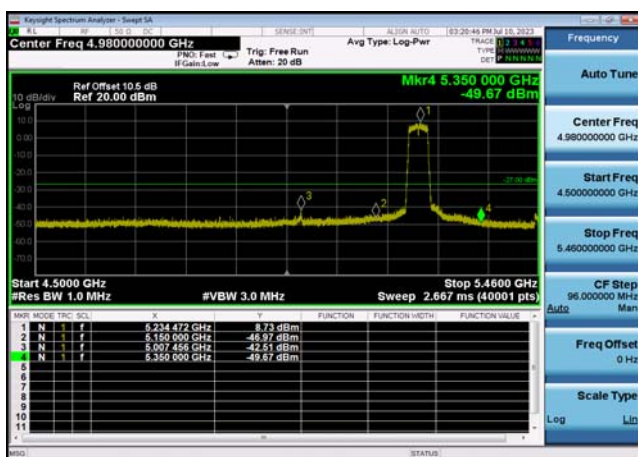 Keysight Spectrum Analyzer - Swept SA
RL RF 50 Ω DC SENSE:INT ALIGN AUTO 03:20:46 PM Jul 10, 2023
Center Freq 4.980000000 GHz
PNO: Fast
IFGain:Low
Trig: Free Run
Atten: 20 dB
Avg Type: Log-Pwr
TRACE 1 2 3 4 5 6
TYPE
DET P N N N N N
Ref Offset 10.5 dB
Ref 20.00 dBm
10 dB/div
Log
Mkr4 5.350 000 GHz
-49.67 dBm
1
10.0
0.00
-10.0
-20.0
-27.00 dBm
-30.0
3
2
4
-40.0
-50.0
-60.0
-70.0
Start 4.5000 GHz
#Res BW 1.0 MHz
#VBW 3.0 MHz
Stop 5.4600 GHz
Sweep 2.667 ms (40001 pts)
MKR MODE TRC SCL X Y FUNCTION FUNCTION WIDTH FUNCTION VALUE
1 N 1 f 5.234 472 GHz 8.73 dBm
2 N 1 f 5.150 000 GHz -46.97 dBm
3 N 1 f 5.007 456 GHz -42.51 dBm
4 N 1 f 5.350 000 GHz -49.67 dBm
5
6
7
8
9
10
11
MSG STATUS
Frequency
Auto Tune
Center Freq
4.980000000 GHz
Start Freq
4.500000000 GHz
Stop Freq
5.460000000 GHz
CF Step
96.000000 MHz
Auto Man
Freq Offset
0 Hz
Scale Type
Log Lin